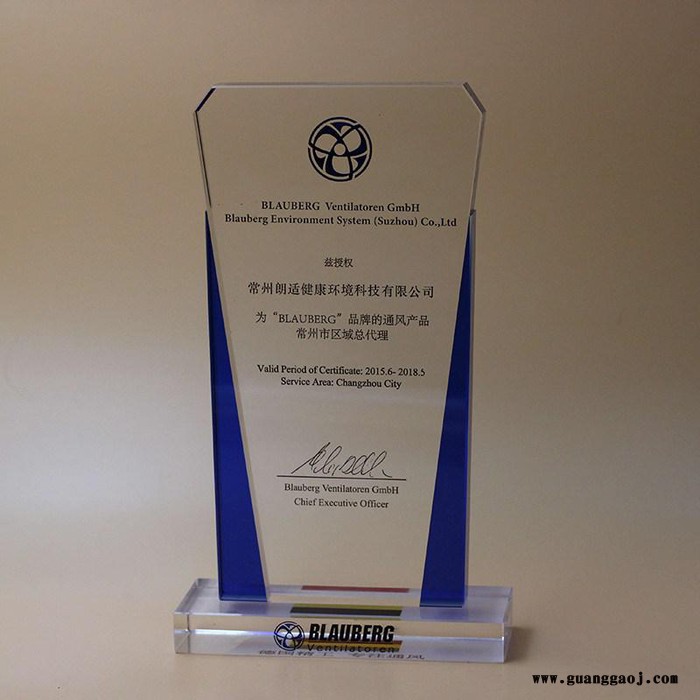 BLAUBERG Ventilatoren GmbH
Blauberg Environment System (Suzhou) Co.,Ltd
兹授权
常州朗适健康环境科技有限公司
为“BLAUBERG”品牌的通风产品
常州市区域总代理
Valid Period of Certificate: 2015.6- 2018.5
Service Area: Changzhou City
Blauberg Ventilatoren GmbH
Chief Executive Officer
BLAUBERG
Ventilatoren
www.guanggaoj.com